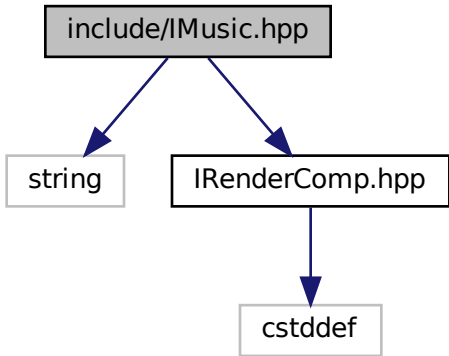 include/IMusic.hpp
string
IRenderComp.hpp
cstddef